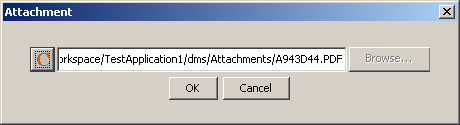 Attachment
orkspace/TestApplication1/dms/Attachments/A943D44.PDF
Browse...
OK
Cancel